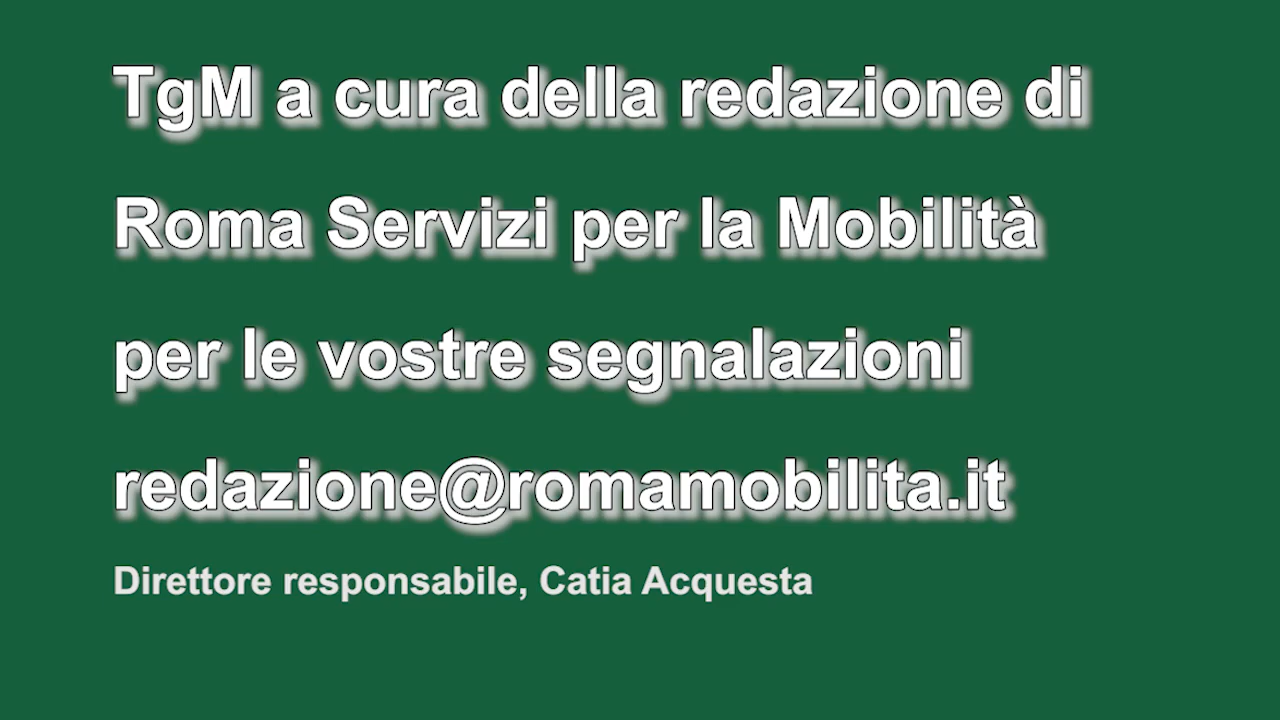 TgM a cura della redazione di
Roma Servizi per la Mobilità
per le vostre segnalazioni
redazione@romamobilita.it
Direttore responsabile, Catia Acquesta